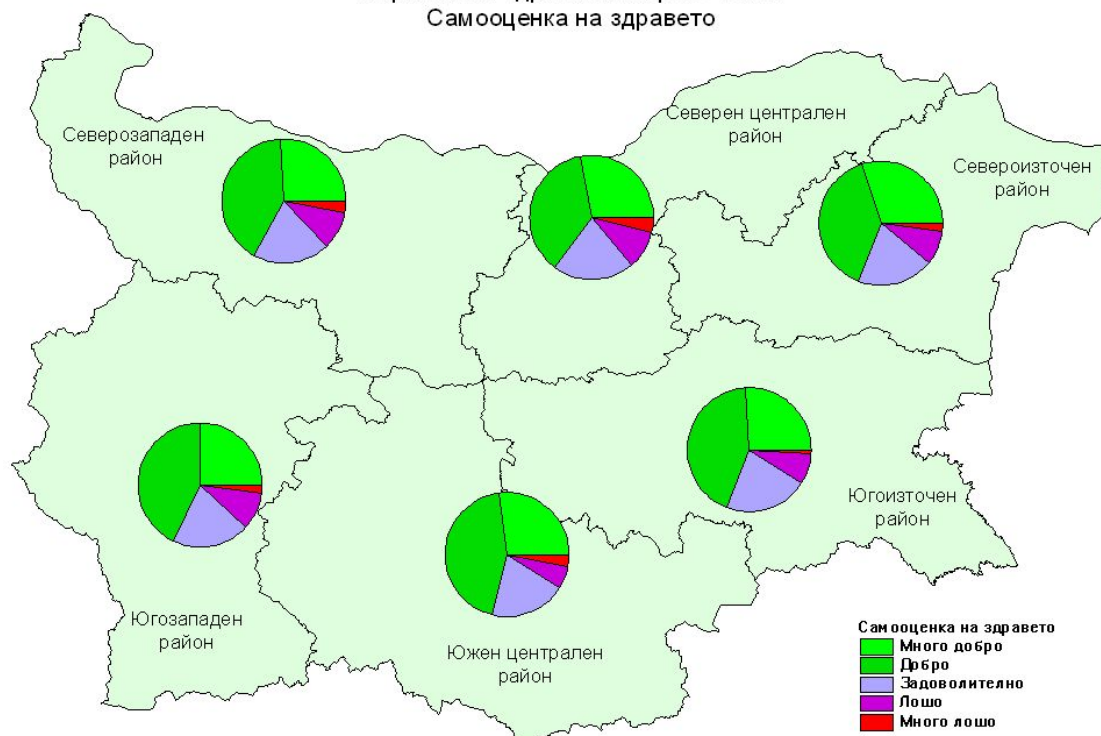 Самооценка на здравето
Северозападен
район
Северен централен
район
Североизточен
район
Югоизточен
район
Югозападен
район
Южен централен
район
Самооценка на здравето
Много добро
Добро
Задоволително
Лошо
Много лошо